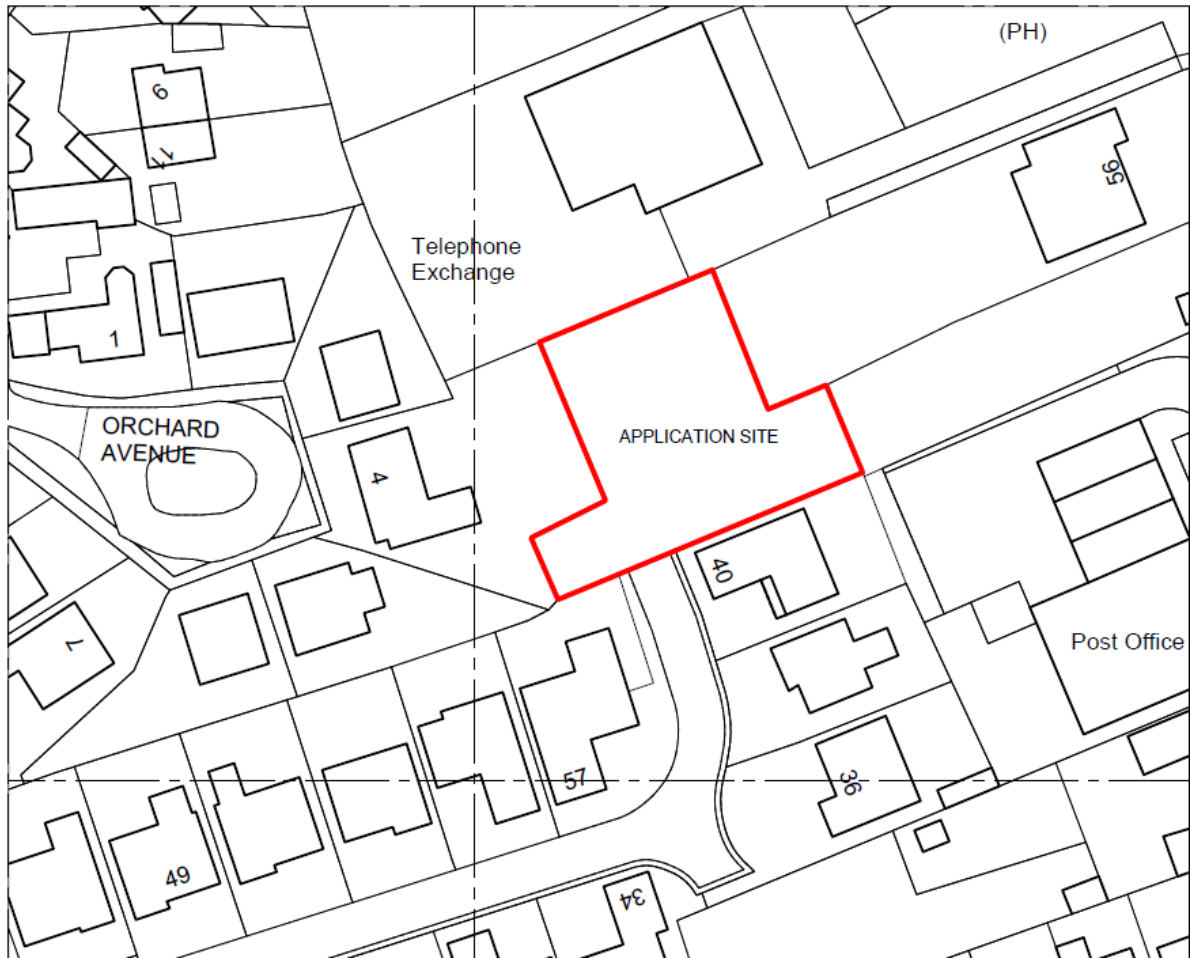 (PH)
9
11
56
Telephone
Exchange
1
ORCHARD
AVENUE
APPLICATION SITE
4
40
7
Post Office
57
36
49
34